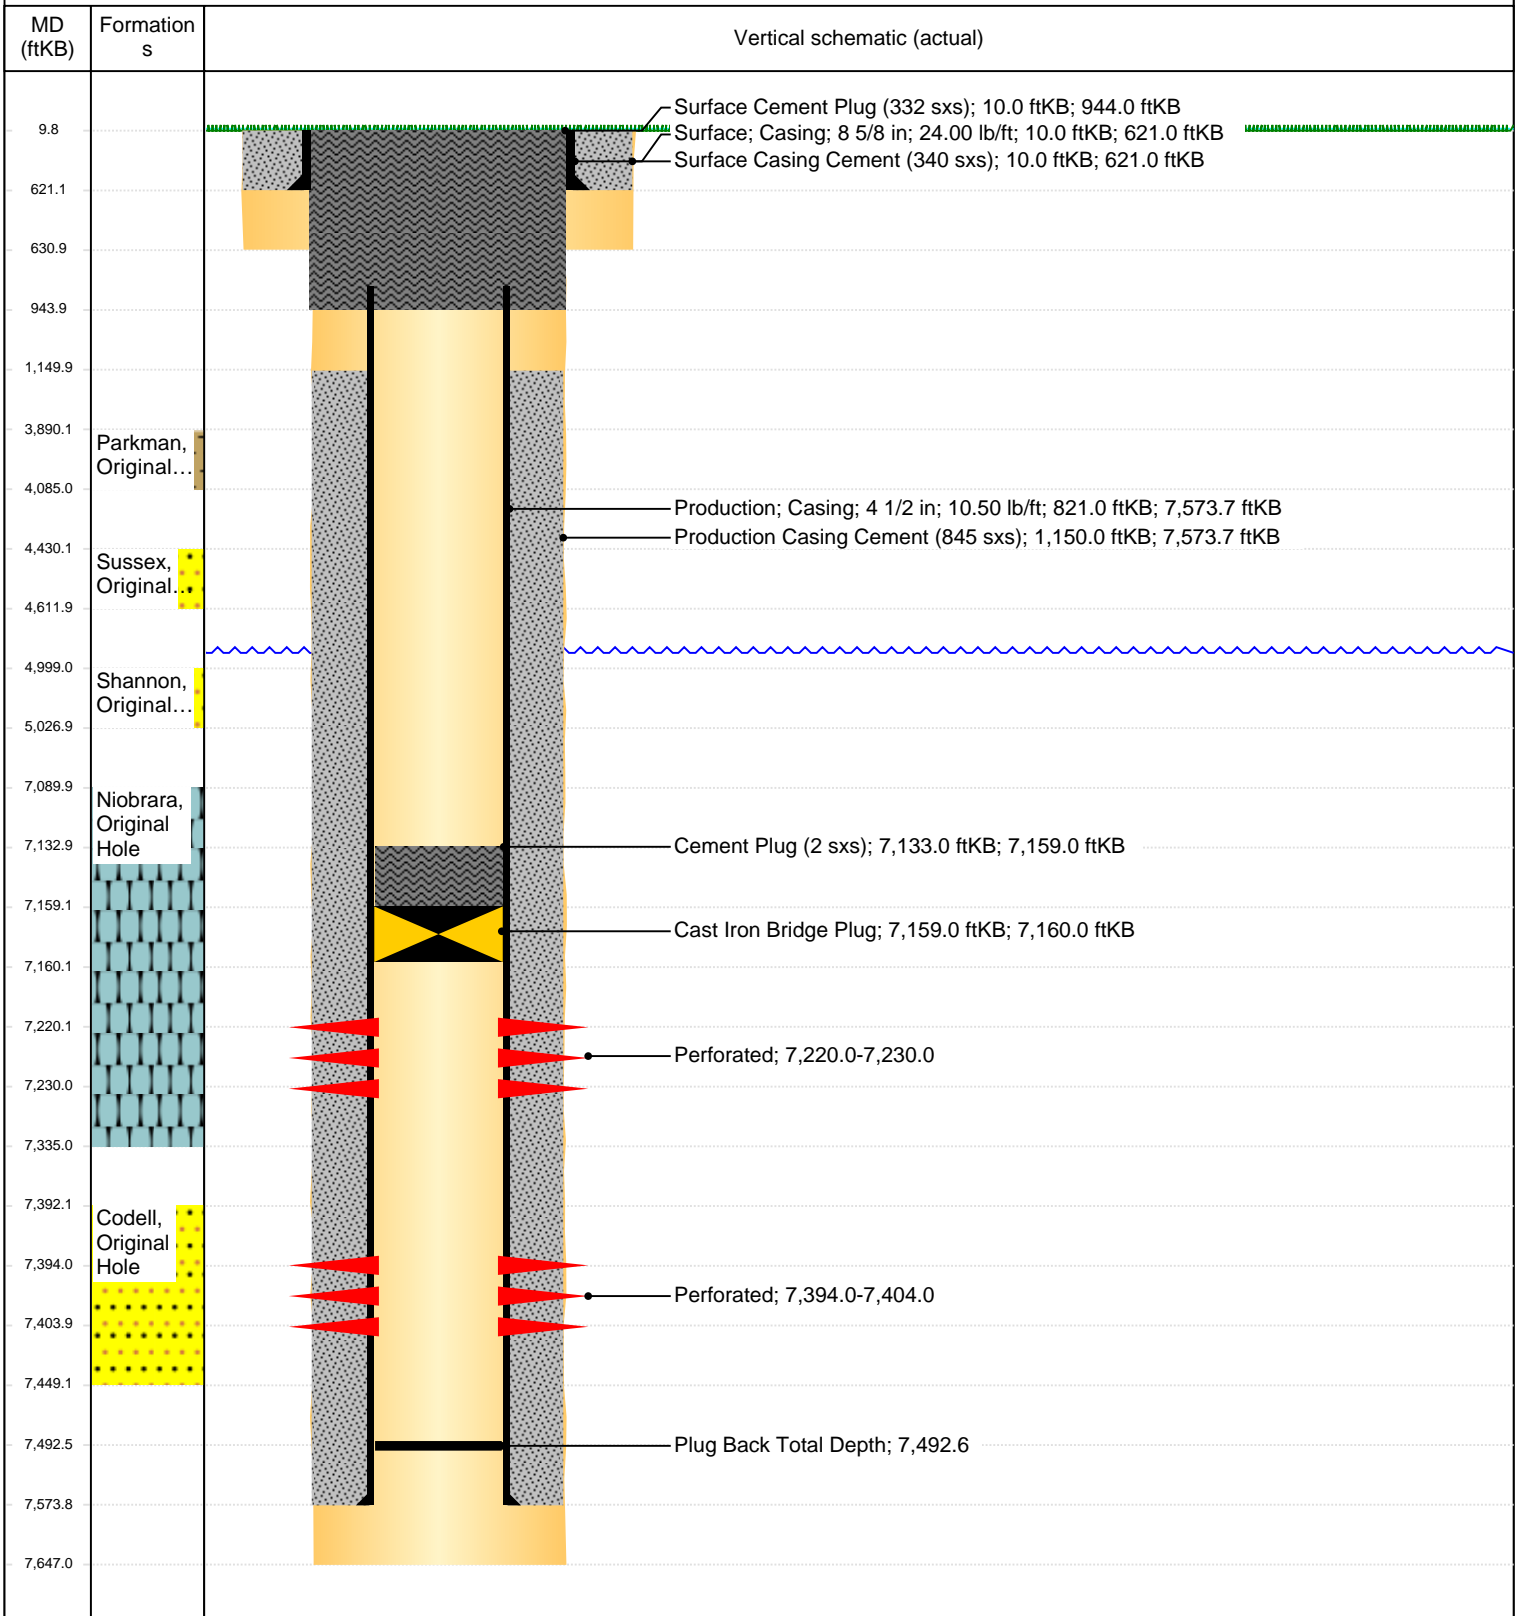 MD
(ftKB)
Formation
s
Vertical schematic (actual)
Surface Cement Plug (332 sxs); 10.0 ftKB; 944.0 ftKB
9.8
Surface; Casing; 8 5/8 in; 24.00 lb/ft; 10.0 ftKB; 621.0 ftKB
Surface Casing Cement (340 sxs); 10.0 ftKB; 621.0 ftKB
621.1
630.9
943.9
1,149.9
3,890.1
Parkman,
Original...
4,085.0
Production; Casing; 4 1/2 in; 10.50 lb/ft; 821.0 ftKB; 7,573.7 ftKB
Production Casing Cement (845 sxs); 1,150.0 ftKB; 7,573.7 ftKB
4,430.1
Sussex,
Original...
4,611.9
4,999.0
Shannon,
Original...
5,026.9
7,089.9
Niobrara,
Original
Hole
7,132.9
Cement Plug (2 sxs); 7,133.0 ftKB; 7,159.0 ftKB
7,159.1
Cast Iron Bridge Plug; 7,159.0 ftKB; 7,160.0 ftKB
7,160.1
7,220.1
Perforated; 7,220.0-7,230.0
7,230.0
7,335.0
7,392.1
Codell,
Original
Hole
7,394.0
Perforated; 7,394.0-7,404.0
7,403.9
7,449.1
7,492.5
Plug Back Total Depth; 7,492.6
7,573.8
7,647.0